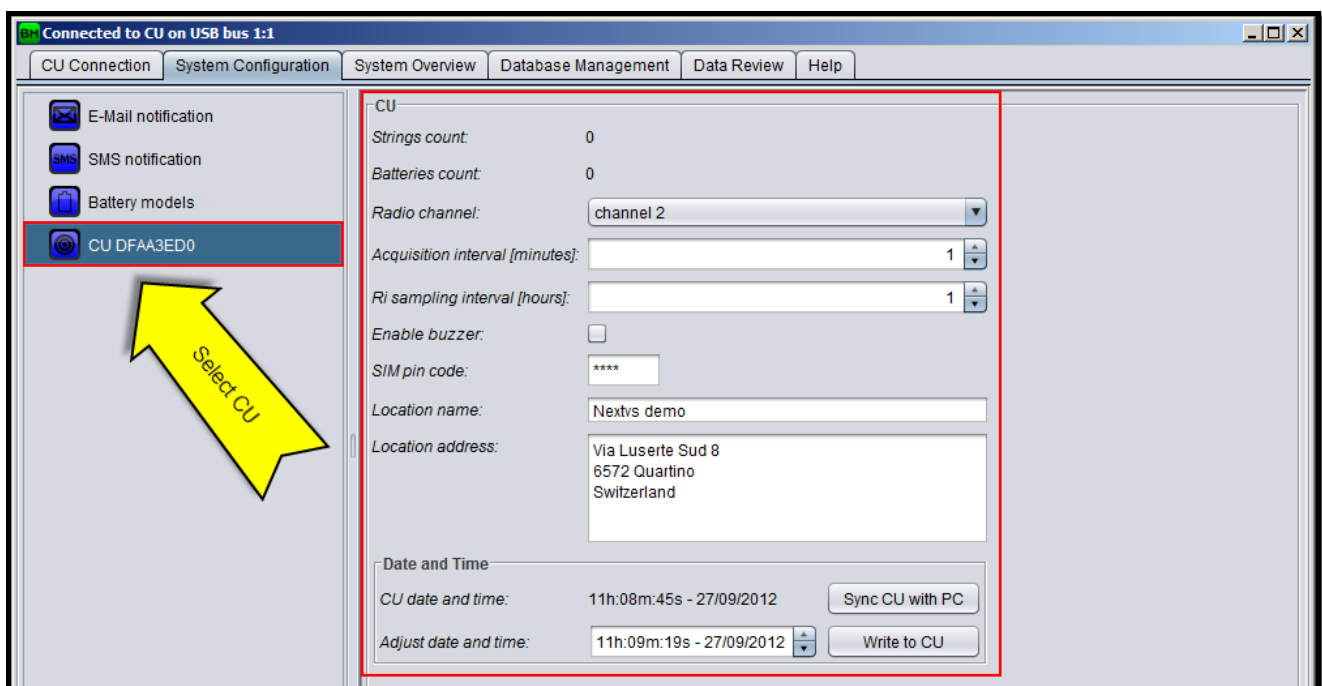 BM Connected to CU on USB bus 1:1
CU Connection System Configuration System Overview Database Management Data Review Help
E-Mail notification
SMS SMS notification
Battery models
CU DFAA3ED0
Select CU
CU
Strings count: 0
Batteries count: 0
Radio channel: channel 2
Acquisition interval [minutes]: 1
Ri sampling interval [hours]: 1
Enable buzzer:
SIM pin code: ****
Location name: Nextys demo
Location address: Via Luserte Sud 8
6572 Quartino
Switzerland
Date and Time
CU date and time: 11h:08m:45s - 27/09/2012 Sync CU with PC
Adjust date and time: 11h:09m:19s - 27/09/2012 Write to CU